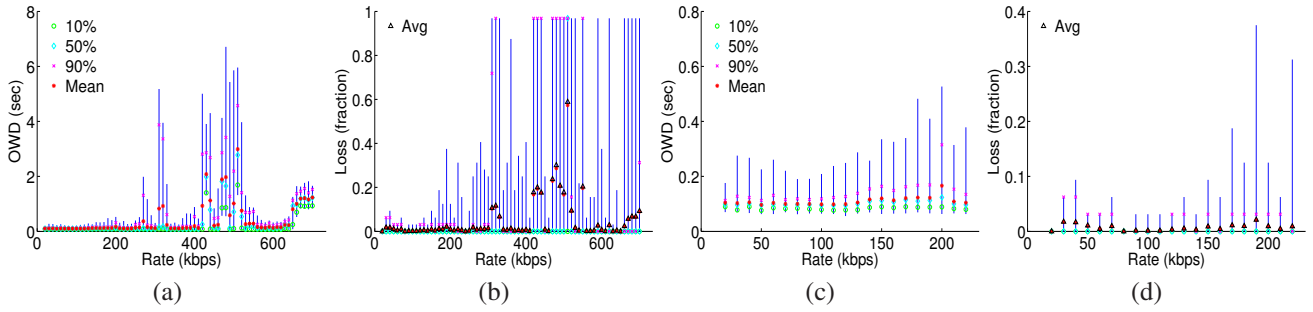 OWD (sec)
8
6
4
2
0
0 200 400 600
Rate (kbps)
10%
50%
90%
Mean
(a)
Loss (fraction)
1
0.8
0.6
0.4
0.2
0
0 200 400 600
Rate (kbps)
Avg
(b)
OWD (sec)
0.8
0.6
0.4
0.2
0
0 50 100 150 200
Rate (kbps)
10%
50%
90%
Mean
(c)
Loss (fraction)
0.4
0.3
0.2
0.1
0
0 50 100 150 200
Rate (kbps)
Avg
(d)